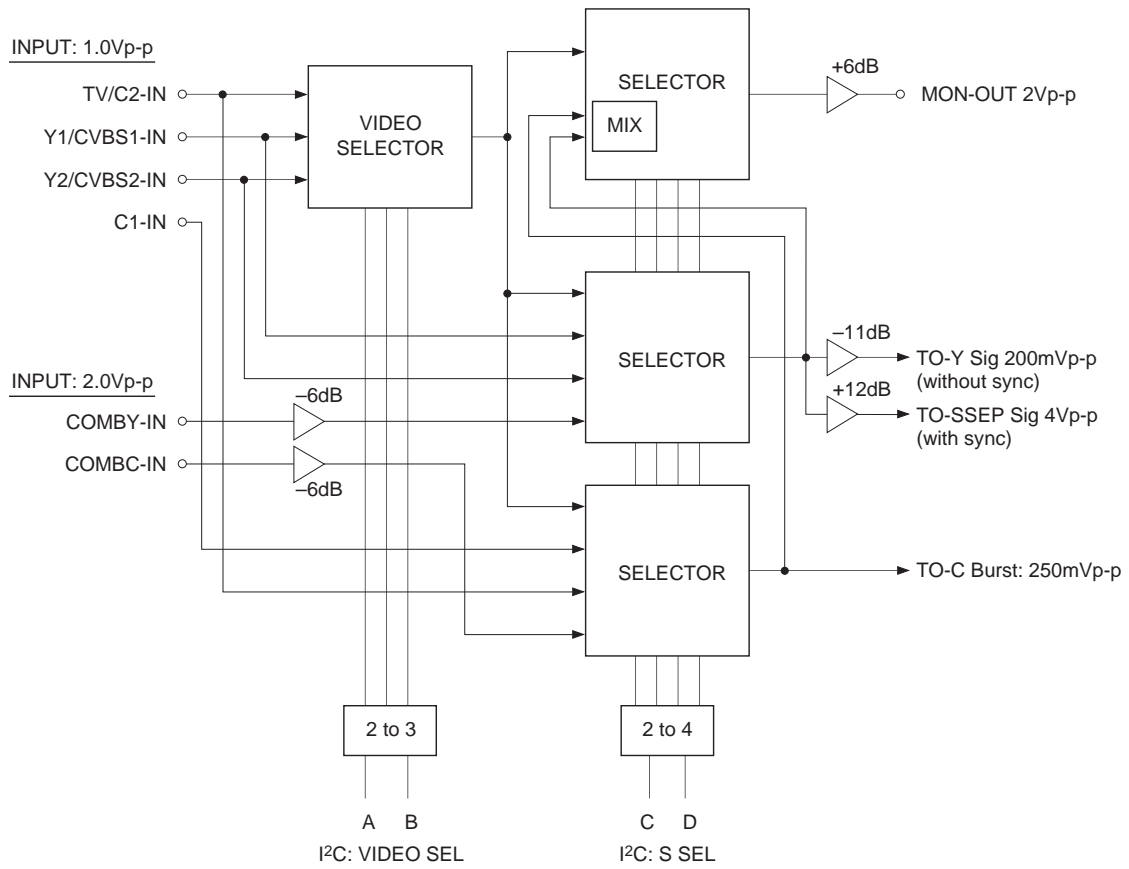 INPUT: 1.0Vp-p
TV/C2-IN
Y1/CVBS1-IN
Y2/CVBS2-IN
C1-IN
VIDEO
SELECTOR
SELECTOR
MIX
+6dB
MON-OUT 2Vp-p
INPUT: 2.0Vp-p
COMBY-IN
–6dB
COMBC-IN
–6dB
SELECTOR
–11dB
TO-Y Sig 200mVp-p
(without sync)
+12dB
TO-SSEP Sig 4Vp-p
(with sync)
SELECTOR
TO-C Burst: 250mVp-p
2 to 3
2 to 4
A B
C D
I²C: VIDEO SEL
I²C: S SEL